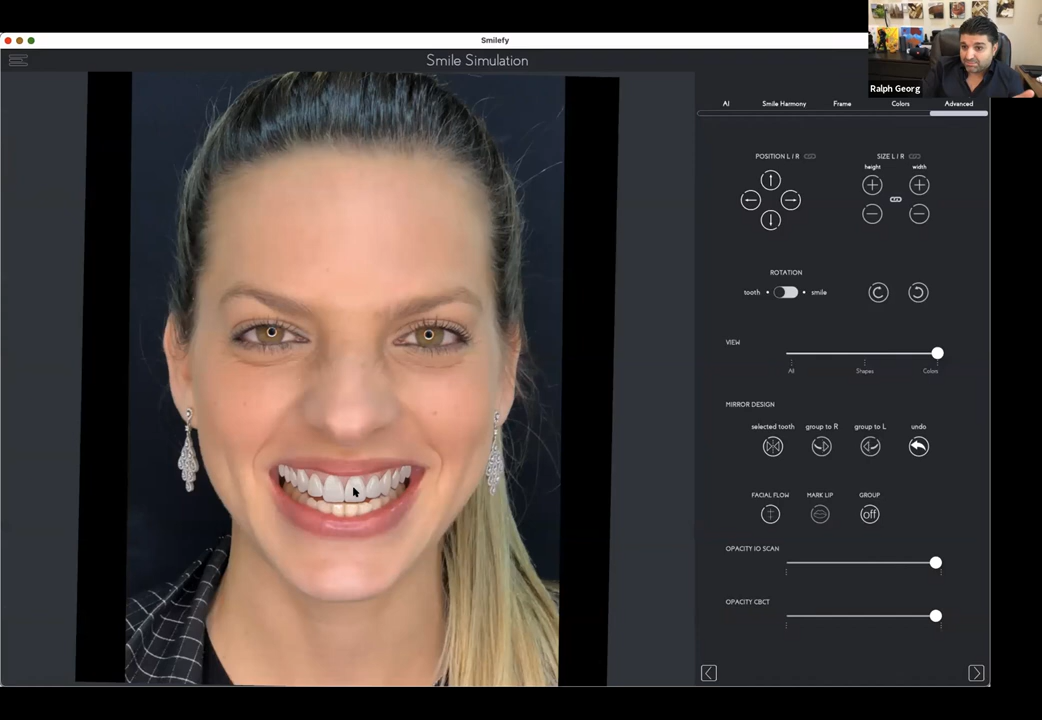 Smilefy
Smile Simulation
Ralph Georg
AI Smile Harmony Frame Colors Advanced
POSITION L / R SIZE L / R
height width
ROTATION
tooth • • smile
VIEW
All Shapes Colors
MIRROR DESIGN
selected tooth group to R group to L undo
FACIAL FLOW MARK LIP GROUP
off
OPACITY IO SCAN
OPACITY CBCT